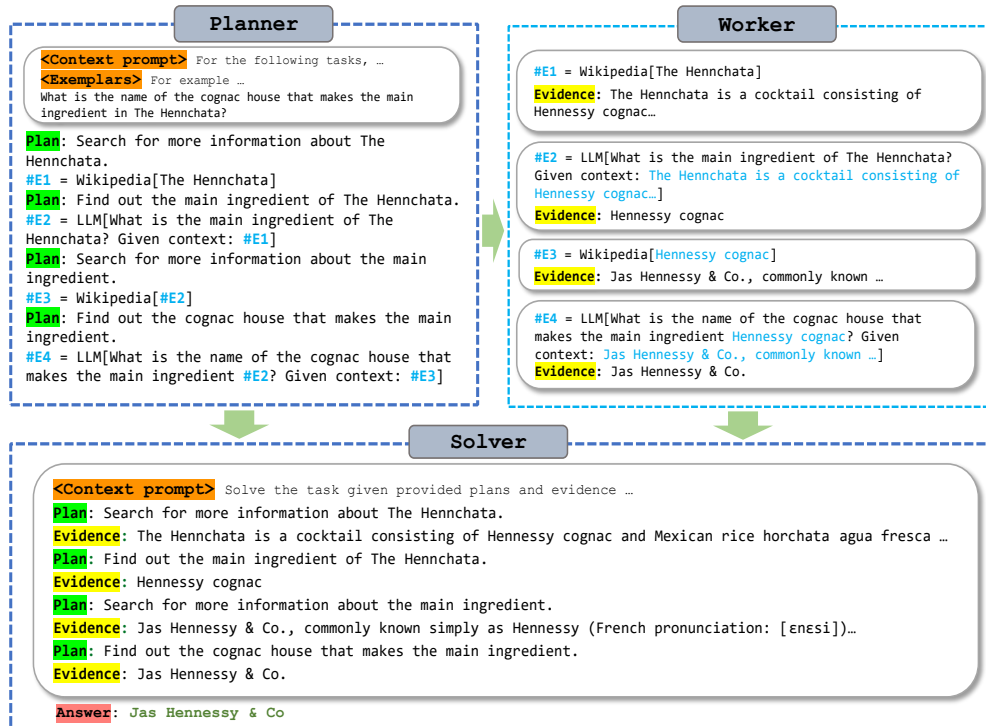 Planner
<Context prompt> For the following tasks, …
<Exemplars> For example …
What is the name of the cognac house that makes the main
ingredient in The Hennchata?
Plan: Search for more information about The
Hennchata.
#E1 = Wikipedia[The Hennchata]
Plan: Find out the main ingredient of The Hennchata.
#E2 = LLM[What is the main ingredient of The
Hennchata? Given context: #E1]
Plan: Search for more information about the main
ingredient.
#E3 = Wikipedia[#E2]
Plan: Find out the cognac house that makes the main
ingredient.
#E4 = LLM[What is the name of the cognac house that
makes the main ingredient #E2? Given context: #E3]
Worker
#E1 = Wikipedia[The Hennchata]
Evidence: The Hennchata is a cocktail consisting of
Hennessy cognac…
#E2 = LLM[What is the main ingredient of The Hennchata?
Given context: The Hennchata is a cocktail consisting of
Hennessy cognac…]
Evidence: Hennessy cognac
#E3 = Wikipedia[Hennessy cognac]
Evidence: Jas Hennessy & Co., commonly known …
#E4 = LLM[What is the name of the cognac house that
makes the main ingredient Hennessy cognac? Given
context: Jas Hennessy & Co., commonly known …]
Evidence: Jas Hennessy & Co.
Solver
<Context prompt> Solve the task given provided plans and evidence …
Plan: Search for more information about The Hennchata.
Evidence: The Hennchata is a cocktail consisting of Hennessy cognac and Mexican rice horchata agua fresca …
Plan: Find out the main ingredient of The Hennchata.
Evidence: Hennessy cognac
Plan: Search for more information about the main ingredient.
Evidence: Jas Hennessy & Co., commonly known simply as Hennessy (French pronunciation: [ɛnɛsi])…
Plan: Find out the cognac house that makes the main ingredient.
Evidence: Jas Hennessy & Co.
Answer: Jas Hennessy & Co